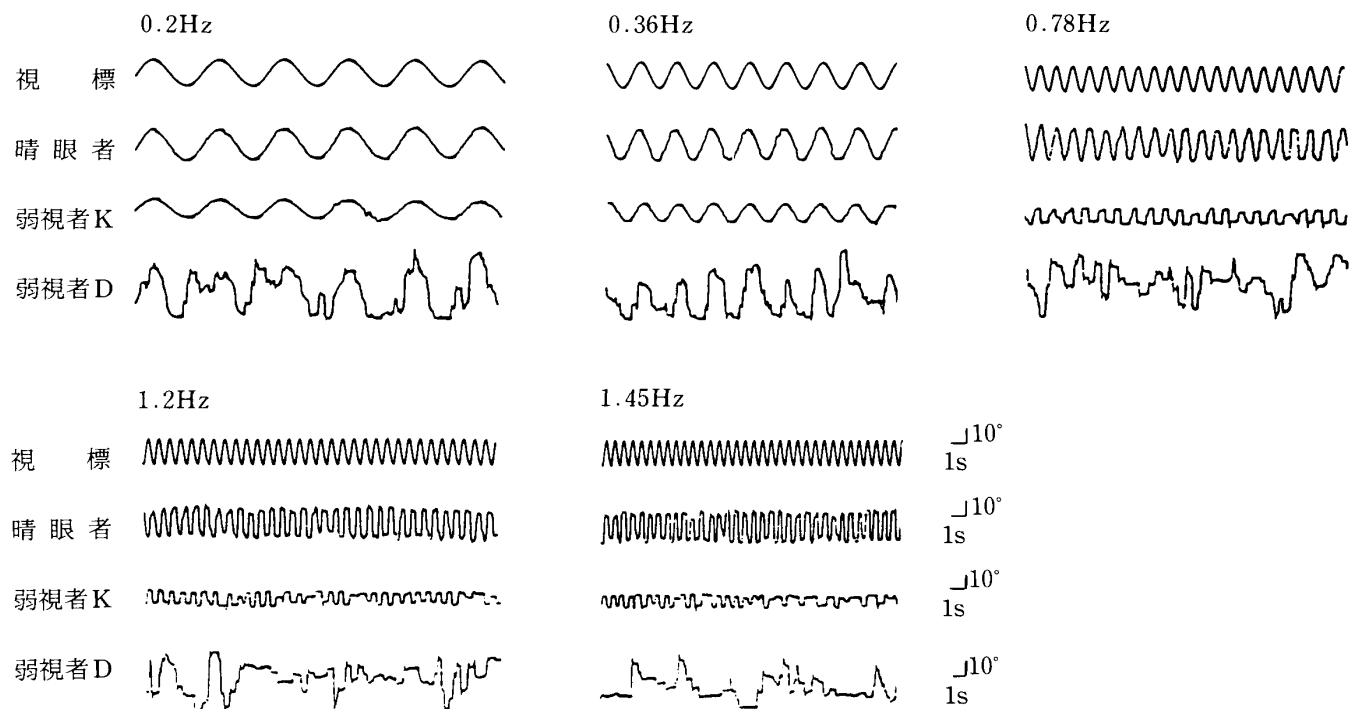 0.2Hz 0.36Hz 0.78Hz
視標
晴眼者
弱視者K
弱視者D
1.2Hz 1.45Hz
視標 10°
1s
晴眼者 10°
1s
弱視者K 10°
1s
弱視者D 10°
1s